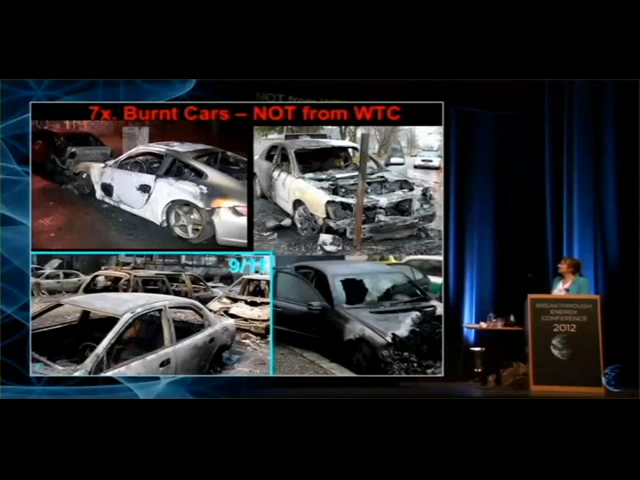 7x. Burnt Cars – NOT from WTC
9/11
BREAKTHROUGH
ENERGY
CONFERENCE
2012